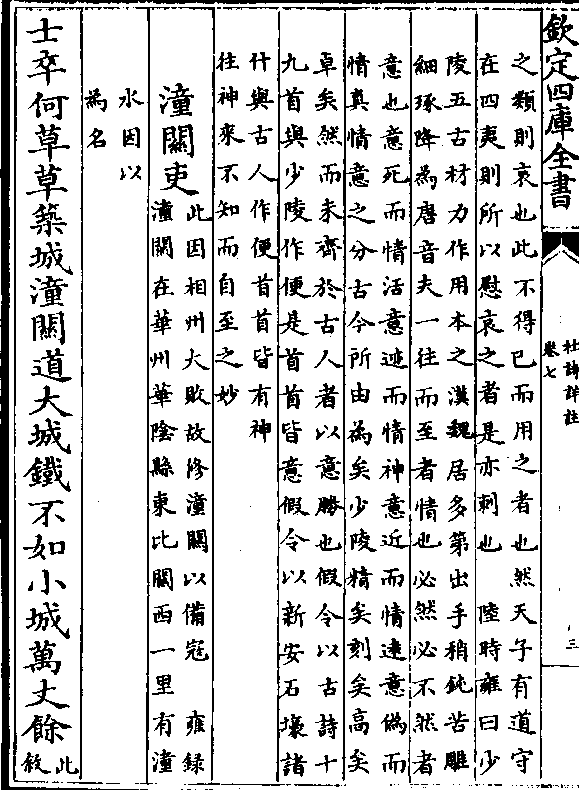 欽定四庫全書
杜詩詳註
卷七
三
之類則哀也此不得已而用之者也然天子有道守
在四夷則所以慰哀之者是亦刺也 陸時雍曰少
陵五古材力作用本之漢魏居多第出手稍鈍苦雕
細琢降為唐音夫一往而至者情也必然必不然者
意也意死而情活意迹而情神意近而情遠意偽而
情真情意之分古今所由為矣少陵精矣刻矣高矣
卓矣然而未齊於古人者以意勝也假令以古詩十
九首與少陵作便是首首皆意假令以新安石壕諸
什與古人作便首首皆有神
往神來不知而自至之妙
潼關吏
此因相州大敗故修潼關以備寇 雍録
潼關在華州華陰縣東北關西一里有潼
水因以
為名
士卒何草草築城潼關道大城鐵不如小城萬丈餘
此
敘